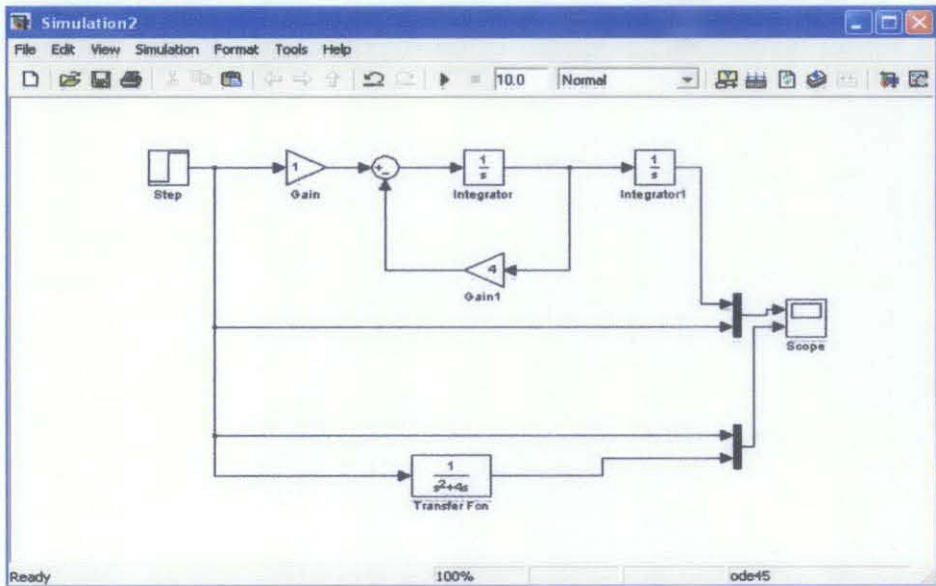 Simulation2
File Edit View Simulation Format Tools Help
10.0 Normal
1
+
-
1
s
1
s
Step
Gain
Integrator
Integrator1
4
Gain1
Scope
1
s²+4s
Transfer Fcn
Ready 100% ode45